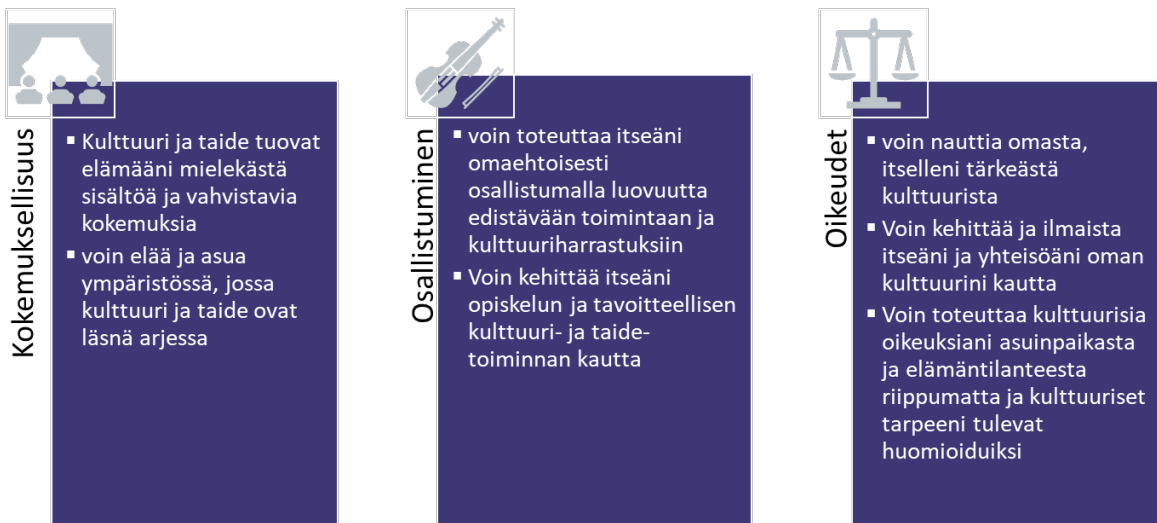 Kokemuksellisuus
▪ Kulttuuri ja taide tuovat
elämääni mielekästä
sisältöä ja vahvistavia
kokemuksia
▪ voin elää ja asua
ympäristössä, jossa
kulttuuri ja taide ovat
läsnä arjessa
Osallistuminen
▪ voin toteuttaa itseäni
omaehtoisesti
osallistumalla luovuutta
edistävään toimintaan ja
kulttuuriharrastuksiin
▪ Voin kehittää itseäni
opiskelun ja tavoitteellisen
kulttuuri- ja taide-
toiminnan kautta
Oikeudet
▪ voin nauttia omasta,
itselleni tärkeästä
kulttuurista
▪ Voin kehittää ja ilmaista
itseäni ja yhteisöäni oman
kulttuurini kautta
▪ Voin toteuttaa kulttuurisia
oikeuksiani asuinpaikasta
ja elämäntilanteesta
riippumatta ja kulttuuriset
tarpeeni tulevat
huomioiduiksi